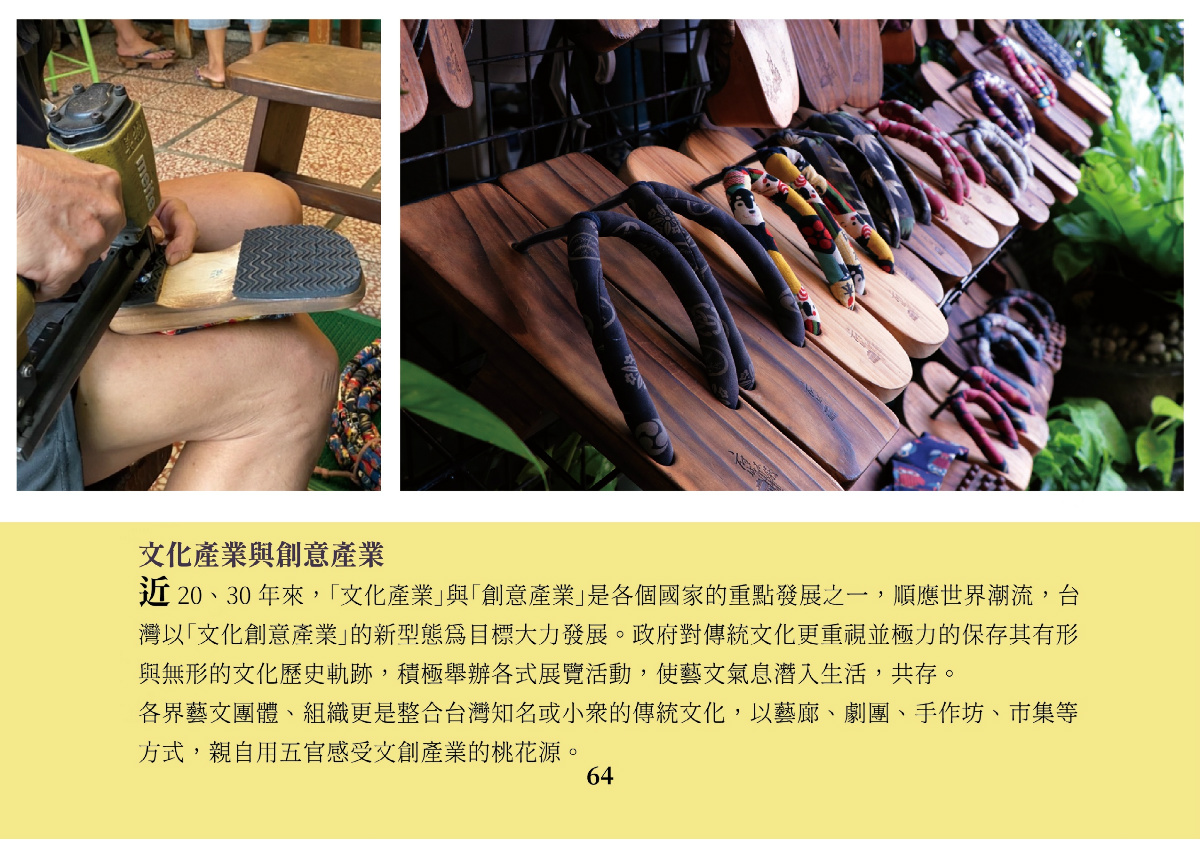 文化產業與創意產業
近 20、30 年來，「文化產業」與「創意產業」是各個國家的重點發展之一，順應世界潮流，台
灣以「文化創意產業」的新型態為目標大力發展。政府對傳統文化更重視並極力的保存其有形
與無形的文化歷史軌跡，積極舉辦各式展覽活動，使藝文氣息潛入生活，共存。
各界藝文團體、組織更是整合台灣知名或小眾的傳統文化，以藝廊、劇團、手作坊、市集等
方式，親自用五官感受文創產業的桃花源。
64